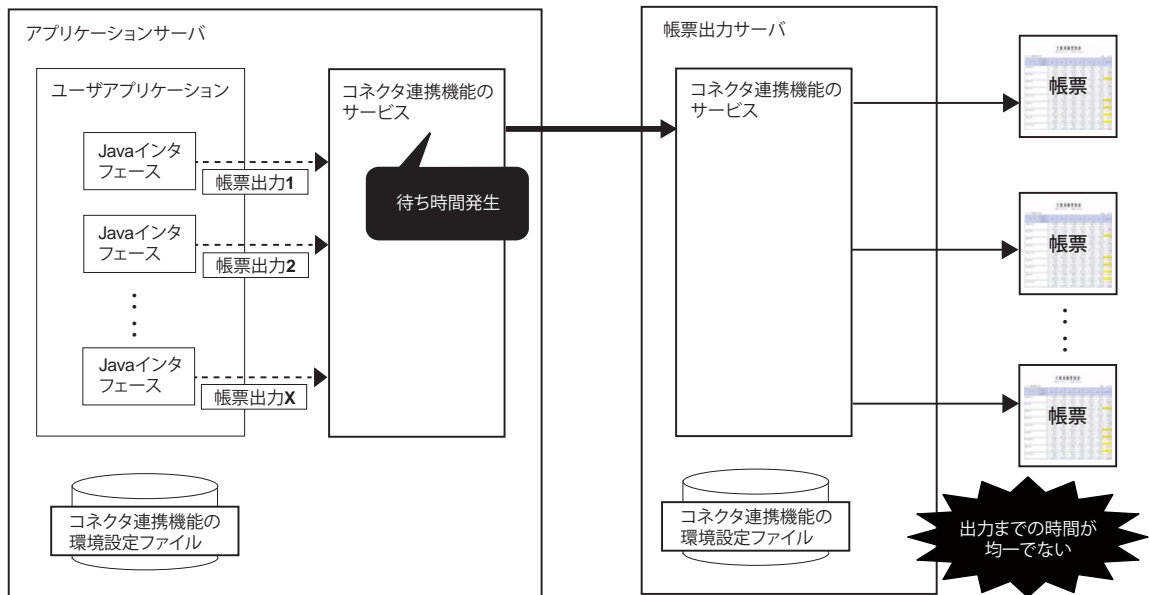 アプリケーションサーバ
ユーザアプリケーション
Javaインタ
フェース
帳票出力1
Javaインタ
フェース
帳票出力2
Javaインタ
フェース
帳票出力X
コネクタ連携機能の
サービス
待ち時間発生
コネクタ連携機能の
環境設定ファイル
帳票出力サーバ
コネクタ連携機能の
サービス
コネクタ連携機能の
環境設定ファイル
帳票
帳票
帳票
出力までの時間が
均一でない